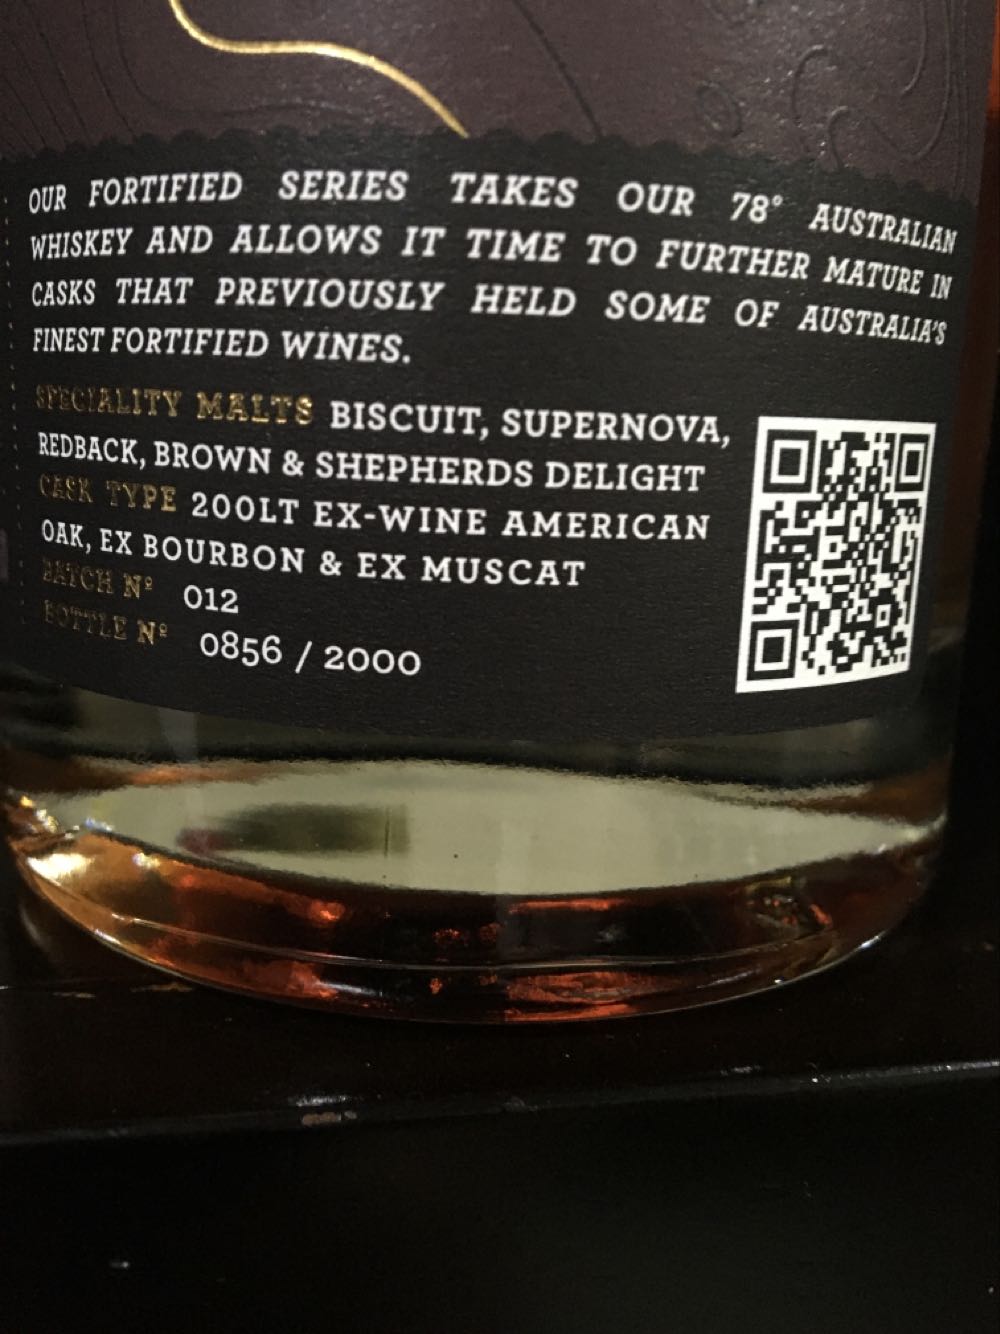 OUR FORTIFIED SERIES TAKES OUR 78° AUSTRALIAN
WHISKEY AND ALLOWS IT TIME TO FURTHER MATURE IN
CASKS THAT PREVIOUSLY HELD SOME OF AUSTRALIA'S
FINEST FORTIFIED WINES.
SPECIALITY MALTS BISCUIT, SUPERNOVA,
REDBACK, BROWN & SHEPHERDS DELIGHT
CASK TYPE 200LT EX-WINE AMERICAN
OAK, EX BOURBON & EX MUSCAT
BATCH Nº 012
BOTTLE Nº 0856 / 2000